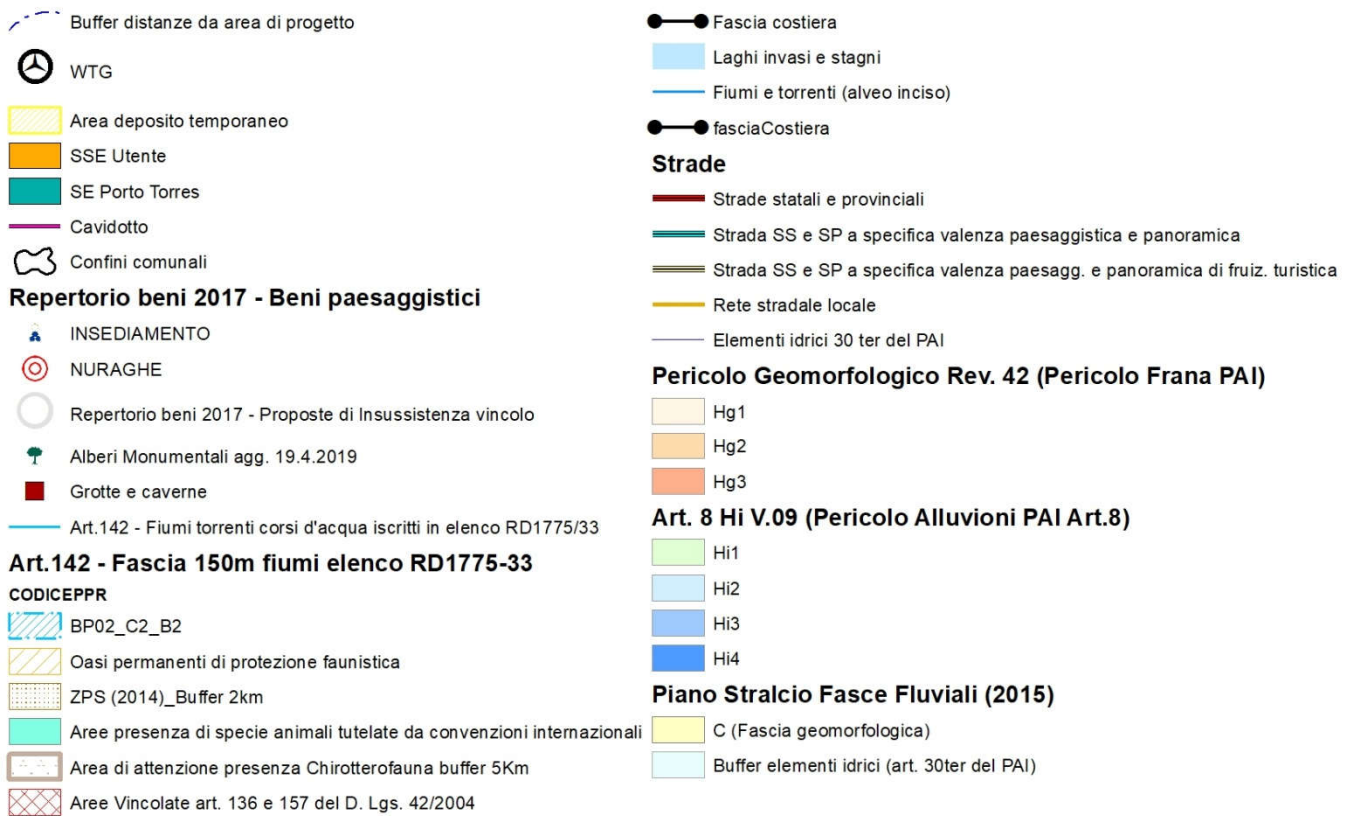 Buffer distanze da area di progetto
WTG
Area deposito temporaneo
SSE Utente
SE Porto Torres
Cavidotto
Confini comunali
Repertorio beni 2017 - Beni paesaggistici
INSEDIAMENTO
NURAGHE
Repertorio beni 2017 - Proposte di Insussistenza vincolo
Alberi Monumentali agg. 19.4.2019
Grotte e caverne
Art.142 - Fiumi torrenti corsi d'acqua iscritti in elenco RD1775/33
Art.142 - Fascia 150m fiumi elenco RD1775-33
CODICEPPR
BP02_C2_B2
Oasi permanenti di protezione faunistica
ZPS (2014)_Buffer 2km
Aree presenza di specie animali tutelate da convenzioni internazionali
Area di attenzione presenza Chirotterofauna buffer 5Km
Aree Vincolate art. 136 e 157 del D. Lgs. 42/2004
Fascia costiera
Laghi invasi e stagni
Fiumi e torrenti (alveo inciso)
fasciaCostiera
Strade
Strade statali e provinciali
Strada SS e SP a specifica valenza paesaggistica e panoramica
Strada SS e SP a specifica valenza paesagg. e panoramica di fruiz. turistica
Rete stradale locale
Elementi idrici 30 ter del PAI
Pericolo Geomorfologico Rev. 42 (Pericolo Frana PAI)
Hg1
Hg2
Hg3
Art. 8 Hi V.09 (Pericolo Alluvioni PAI Art.8)
Hi1
Hi2
Hi3
Hi4
Piano Stralcio Fasce Fluviali (2015)
C (Fascia geomorfologica)
Buffer elementi idrici (art. 30ter del PAI)